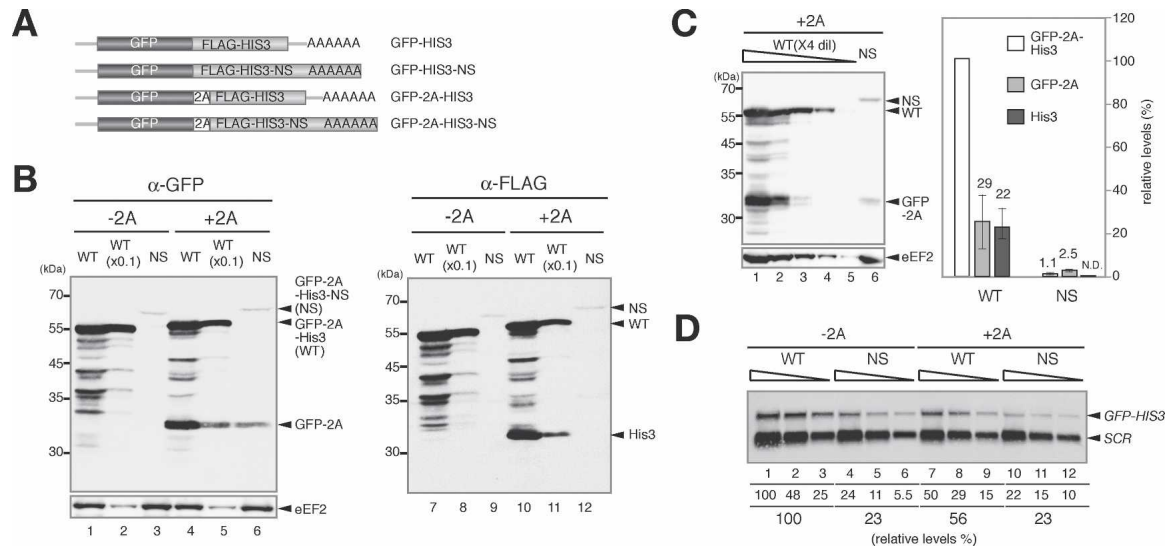 A
GFP FLAG-HIS3 AAAAAA GFP-HIS3
GFP FLAG-HIS3-NS AAAAAA GFP-HIS3-NS
GFP 2A FLAG-HIS3 AAAAAA GFP-2A-HIS3
GFP 2A FLAG-HIS3-NS AAAAAA GFP-2A-HIS3-NS
B
α-GFP
-2A +2A
WT WT (x0.1) NS WT WT (x0.1) NS
(kDa)
70
55
45
35
30
GFP-2A
-His3-NS
(NS)
GFP-2A
-His3
(WT)
GFP-2A
eEF2
1 2 3 4 5 6
α-FLAG
-2A +2A
WT WT (x0.1) NS WT WT (x0.1) NS
(kDa)
70
55
45
35
30
NS
WT
His3
7 8 9 10 11 12
C
+2A
WT(X4 dil) NS
(kDa)
70
55
45
35
30
NS
WT
GFP
-2A
eEF2
1 2 3 4 5 6
GFP-2A-
His3
GFP-2A
His3
120
100
80
60
40
20
0
relative levels (%)
29
22
1.1
2.5
N.D.
WT NS
D
-2A +2A
WT NS WT NS
GFP-HIS3
SCR
1 2 3 4 5 6 7 8 9 10 11 12
100 48 25 24 11 5.5 50 29 15 22 15 10
100 23 56 23
(relative levels %)